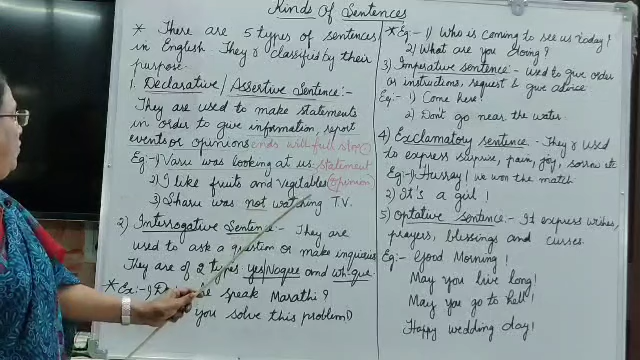 Kinds Of Sentences
* There are 5 types of sentences
in English. They r classified by their
purpose.
1. Declarative/Assertive Sentence:-
They are used to make statements
in order to give information, report
events or opinions ends with full stop (.)
Eg:-1) Varu was looking at us. statement
2) I like fruits and vegetables (opinion)
3) Sharu was not watching TV.
2) Interrogative Sentence:- They are
used to ask a question or make inquiries
They are of 2 types yes/No que and wh que.
* Ex:- 1) speak Marathi?
you solve this problem?
* Eg:- 1) Who is coming to see us today?
2) What are you doing?
3) Imperative sentence:- Used to give order
or instructions, request & give advice
Eg:- 1) Come here!
2) Don't go near the water.
4) Exclamatory sentence:- They r used
to express surprise, pain, joy, sorrow etc
Eg:-1) Hurrey! we won the match.
2) It's a girl!
5) Optative sentence:- It express wishes,
prayers, blessings and curses.
Eg:- Good Morning!
May you live long!
May you go to hell!
Happy wedding day!